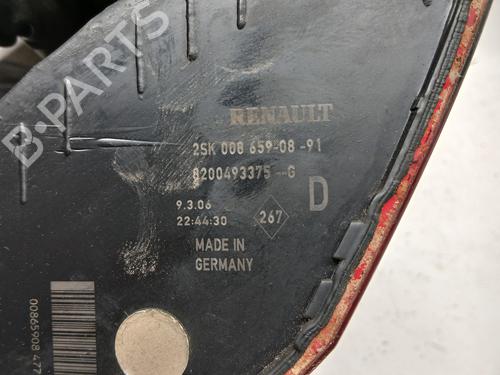 B·PARTS
RENAULT
2SK 008 659-08 -91
8200493375--G
D
9.3.06
22:44:30
267
MADE IN
GERMANY
00865908 477